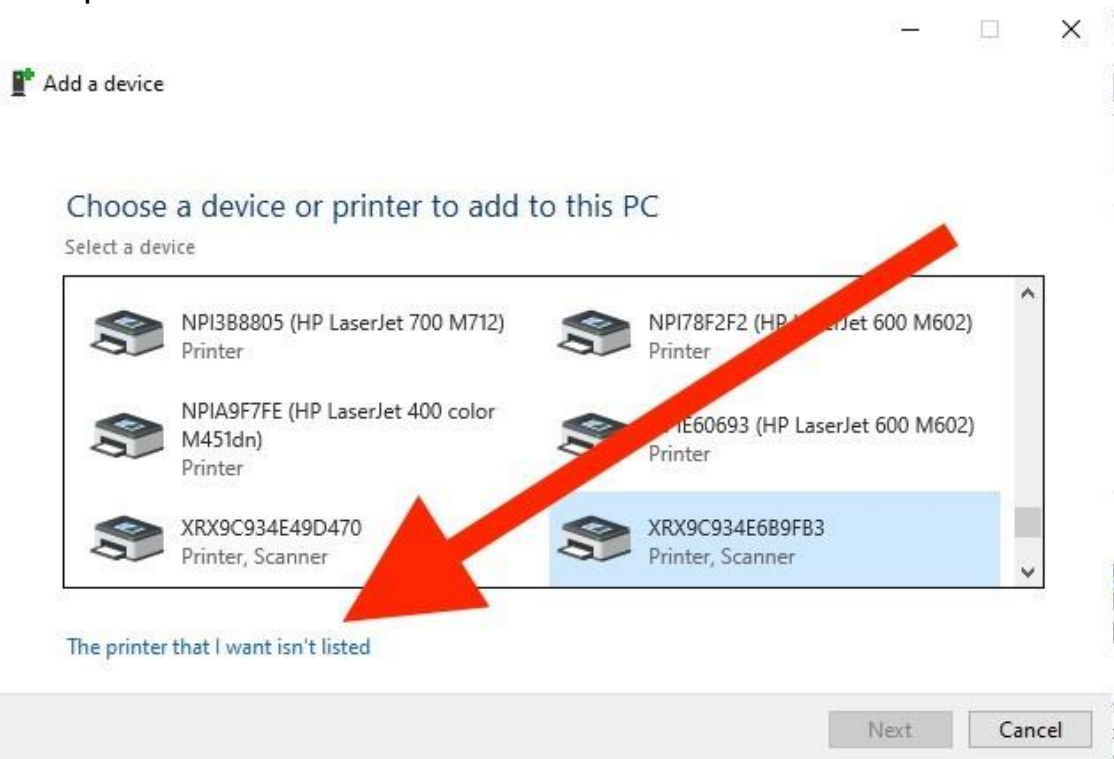 Add a device
Choose a device or printer to add to this PC
Select a device
NPI3B8805 (HP LaserJet 700 M712)
Printer
NPI78F2F2 (HP Jet 600 M602)
Printer
NPIA9F7FE (HP LaserJet 400 color
M451dn)
Printer
E60693 (HP LaserJet 600 M602)
Printer
XRX9C934E49D470
Printer, Scanner
XRX9C934E6B9FB3
Printer, Scanner
The printer that I want isn't listed
Next
Cancel